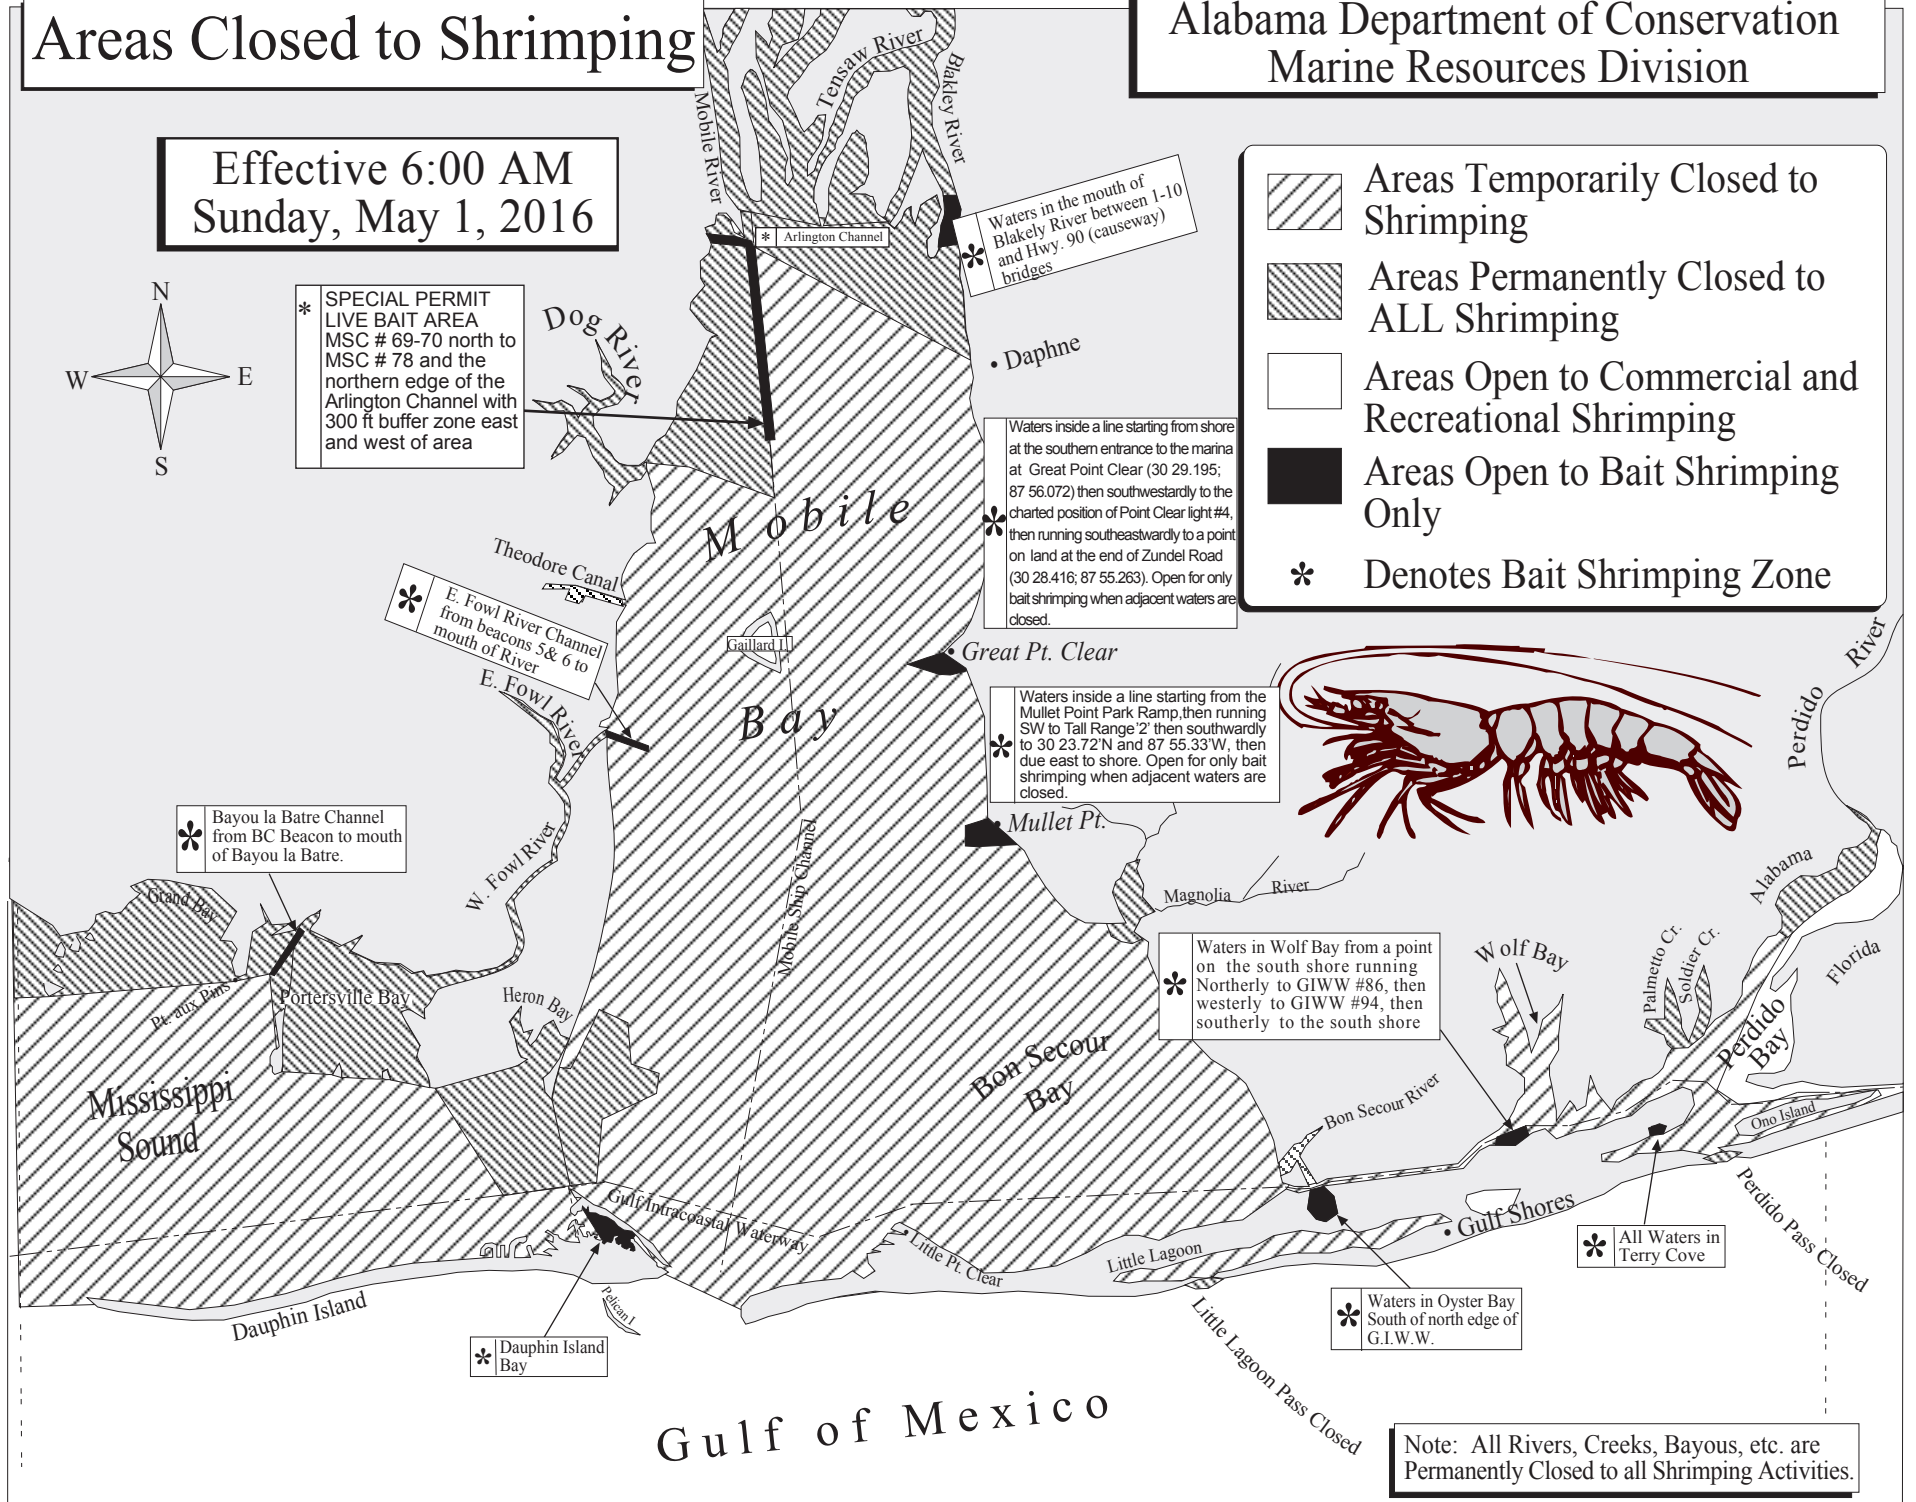 Areas Closed to Shrimping
Alabama Department of Conservation
Marine Resources Division
Effective 6:00 AM
Sunday, May 1, 2016
N
W
E
S
Areas Temporarily Closed to
Shrimping
Areas Permanently Closed to
ALL Shrimping
Areas Open to Commercial and
Recreational Shrimping
Areas Open to Bait Shrimping
Only
* Denotes Bait Shrimping Zone
Mobile River
Tensaw River
Blakley River
* Arlington Channel
* Waters in the mouth of
Blakely River between 1-10
and Hwy. 90 (causeway)
bridges
* SPECIAL PERMIT
LIVE BAIT AREA
MSC # 69-70 north to
MSC # 78 and the
northern edge of the
Arlington Channel with
300 ft buffer zone east
and west of area
Dog River
• Daphne
* Waters inside a line starting from shore
at the southern entrance to the marina
at Great Point Clear (30 29.195;
87 56.072) then southwestardly to the
charted position of Point Clear light #4,
then running southeastwardly to a point
on land at the end of Zundel Road
(30 28.416; 87 55.263). Open for only
bait shrimping when adjacent waters are
closed.
Mobile
Bay
Theodore Canal
* E. Fowl River Channel
from beacons 5& 6 to
mouth of River
Gaillard I.
• Great Pt. Clear
E. Fowl River
* Waters inside a line starting from the
Mullet Point Park Ramp,then running
SW to Tall Range'2' then southwardly
to 30 23.72'N and 87 55.33'W, then
due east to shore. Open for only bait
shrimping when adjacent waters are
closed.
Perdido
River
* Bayou la Batre Channel
from BC Beacon to mouth
of Bayou la Batre.
• Mullet Pt.
W. Fowl River
Mobile Ship Channel
Magnolia
River
Alabama
Florida
Grand Bay
Pt. aux Pins •
Portersville Bay
Heron Bay
* Waters in Wolf Bay from a point
on the south shore running
Northerly to GIWW #86, then
westerly to GIWW #94, then
southerly to the south shore
Wolf Bay
Palmetto Cr.
Soldier Cr.
Perdido
Bay
Mississippi
Sound
Bon Secour
Bay
Bon Secour River
Ono Island
Gulf Intracoastal Waterway
• Little Pt. Clear
Little Lagoon
• Gulf Shores
* All Waters in
Terry Cove
Perdido Pass Closed
Dauphin Island
Pelican I
* Dauphin Island
Bay
Little Lagoon Pass Closed
* Waters in Oyster Bay
South of north edge of
G.I.W.W.
Gulf of Mexico
Note: All Rivers, Creeks, Bayous, etc. are
Permanently Closed to all Shrimping Activities.